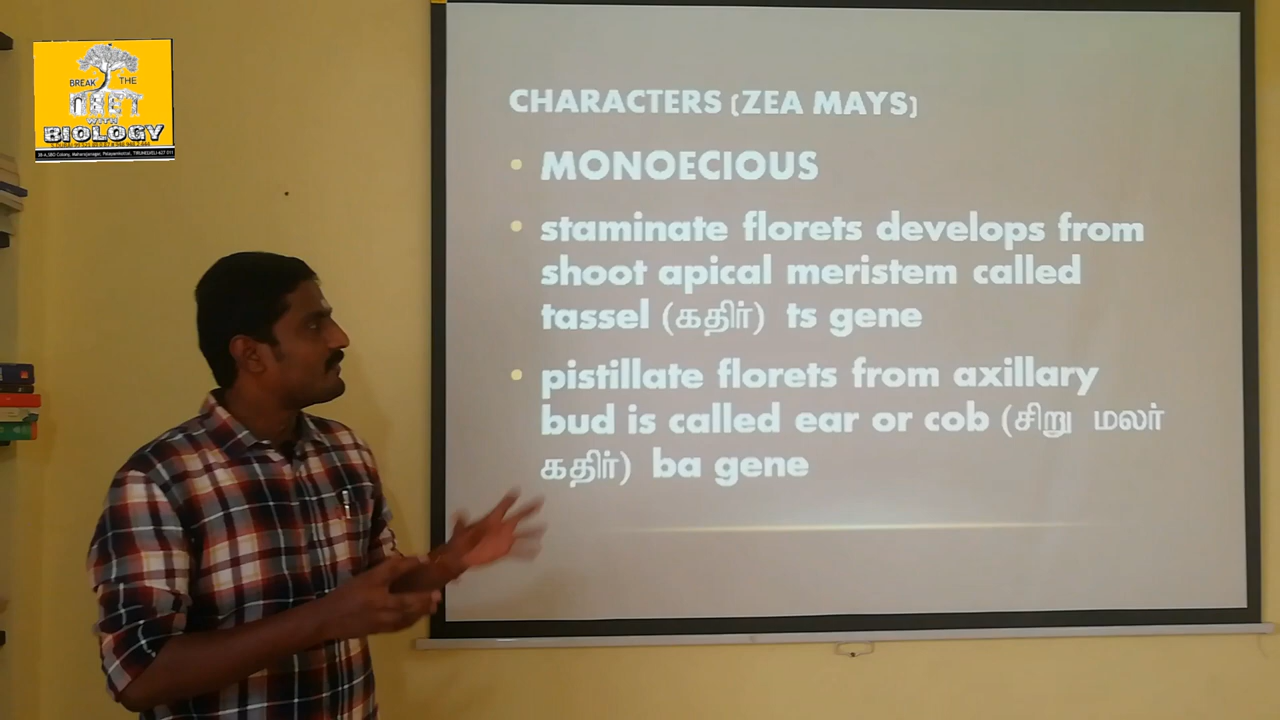 BREAK THE
NEET
WITH
BIOLOGY
CHARACTERS (ZEA MAYS)
• MONOECIOUS
• staminate florets develops from
shoot apical meristem called
tassel (கதிர்) ts gene
• pistillate florets from axillary
bud is called ear or cob (சிறு மலர்
கதிர்) ba gene